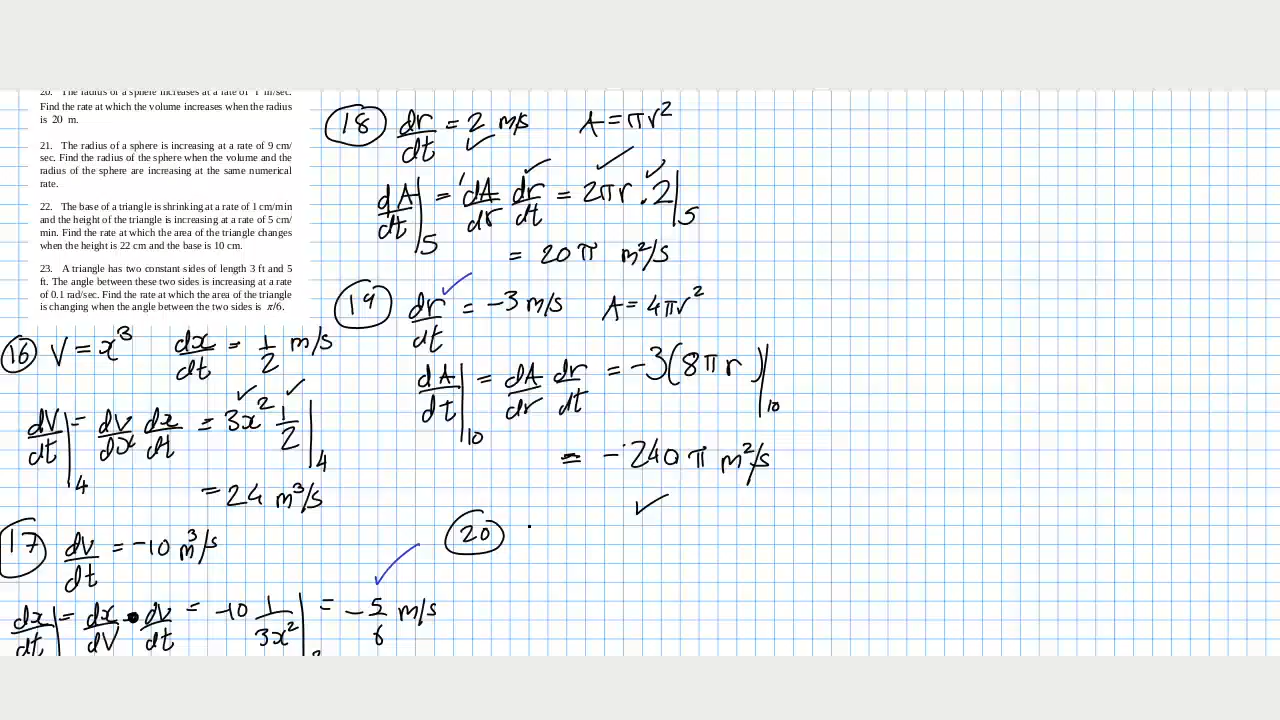 20. The radius of a sphere increases at a rate of 1 m/sec.
Find the rate at which the volume increases when the radius
is 20 m.
21. The radius of a sphere is increasing at a rate of 9 cm/
sec. Find the radius of the sphere when the volume and the
radius of the sphere are increasing at the same numerical
rate.
22. The base of a triangle is shrinking at a rate of 1 cm/min
and the height of the triangle is increasing at a rate of 5 cm/
min. Find the rate at which the area of the triangle changes
when the height is 22 cm and the base is 10 cm.
23. A triangle has two constant sides of length 3 ft and 5
ft. The angle between these two sides is increasing at a rate
of 0.1 rad/sec. Find the rate at which the area of the triangle
is changing when the angle between the two sides is π/6.
16 V = x³ dx/dt = 1/2 m/s
dV/dt|4 = dV/dx dx/dt = 3x² 1/2|4
= 24 m³/s
17 dV/dt = -10 m³/s
dx/dt| = dx/dV • dV/dt = -10 1/3x²| = -5/6 m/s
18 dr/dt = 2 m/s A = πr²
dA/dt|5 = dA/dr dr/dt = 2πr . 2|5
= 20π m²/s
19 dr/dt = -3 m/s A = 4πr²
dA/dt|10 = dA/dr dr/dt = -3(8πr)|10
= -240π m²/s
20